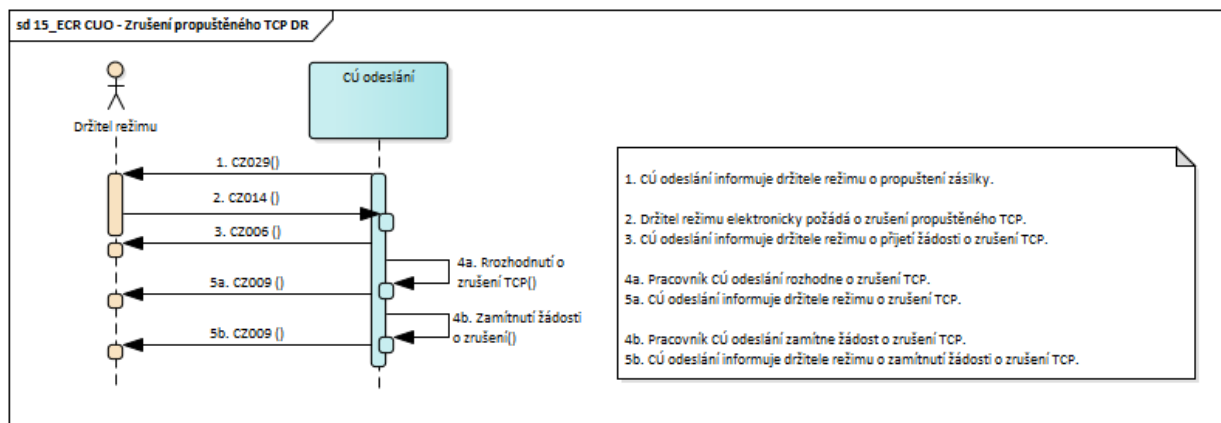 sd 15_ECR CUO - Zrušení propuštěného TCP DR
Držitel režimu
CÚ odeslání
1. CZ029()
2. CZ014 ()
3. CZ006 ()
4a. Rrozhodnutí o
zrušení TCP()
5a. CZ009 ()
4b. Zamítnutí žádosti
o zrušení()
5b. CZ009 ()
1. CÚ odeslání informuje držitele režimu o propuštění zásilky.
2. Držitel režimu elektronicky požádá o zrušení propuštěného TCP.
3. CÚ odeslání informuje držitele režimu o přijetí žádosti o zrušení TCP.
4a. Pracovník CÚ odeslání rozhodne o zrušení TCP.
5a. CÚ odeslání informuje držitele režimu o zrušení TCP.
4b. Pracovník CÚ odeslání zamítne žádost o zrušení TCP.
5b. CÚ odeslání informuje držitele režimu o zamítnutí žádosti o zrušení TCP.